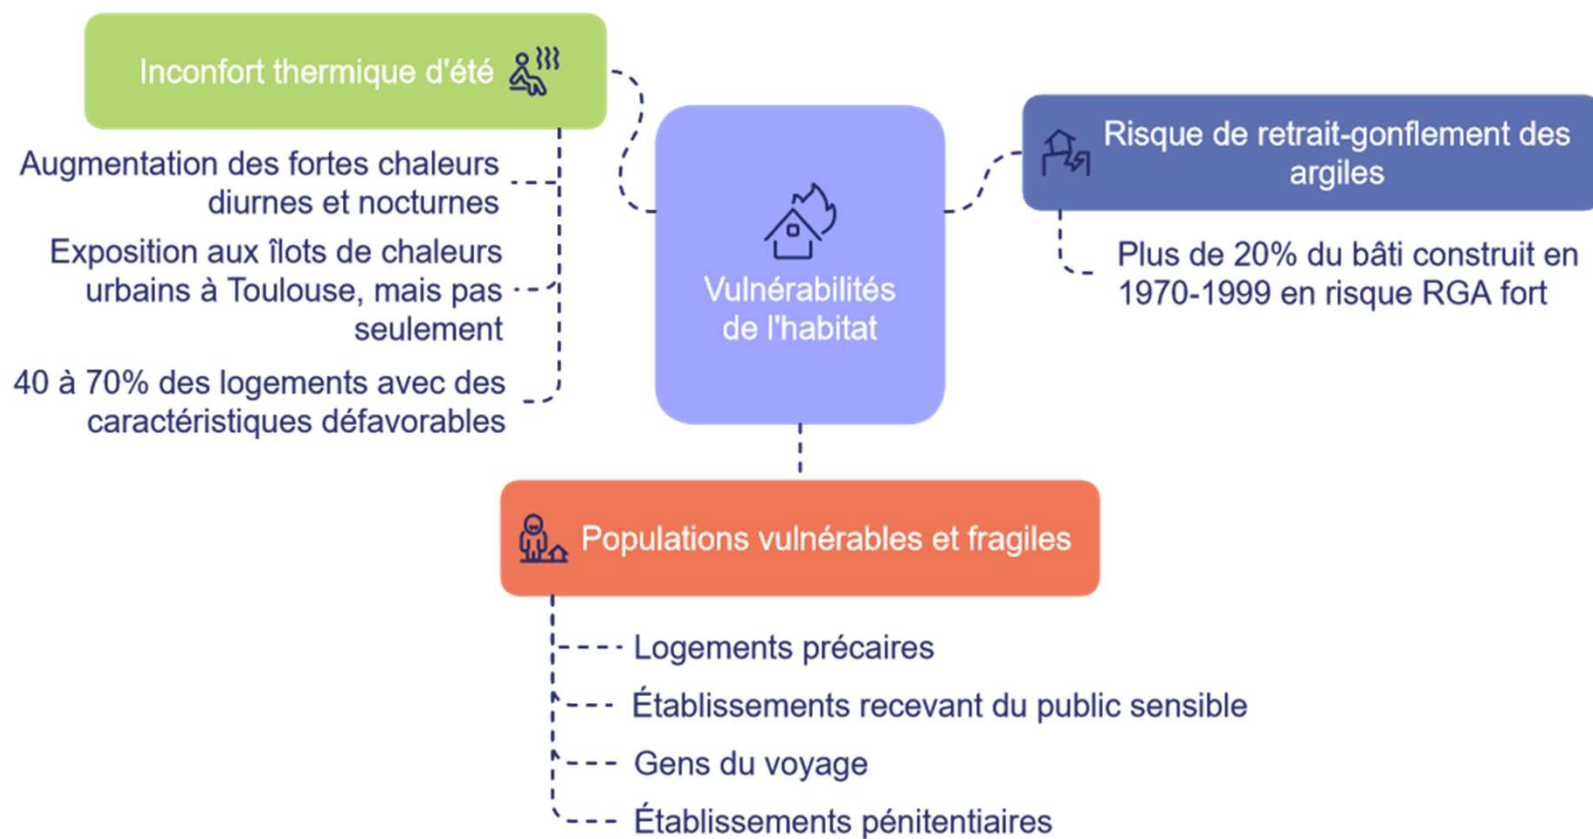 Inconfort thermique d'été
Augmentation des fortes chaleurs
diurnes et nocturnes
Exposition aux îlots de chaleurs
urbains à Toulouse, mais pas
seulement
40 à 70% des logements avec des
caractéristiques défavorables
Vulnérabilités
de l'habitat
Risque de retrait-gonflement des
argiles
Plus de 20% du bâti construit en
1970-1999 en risque RGA fort
Populations vulnérables et fragiles
Logements précaires
Établissements recevant du public sensible
Gens du voyage
Établissements pénitentiaires